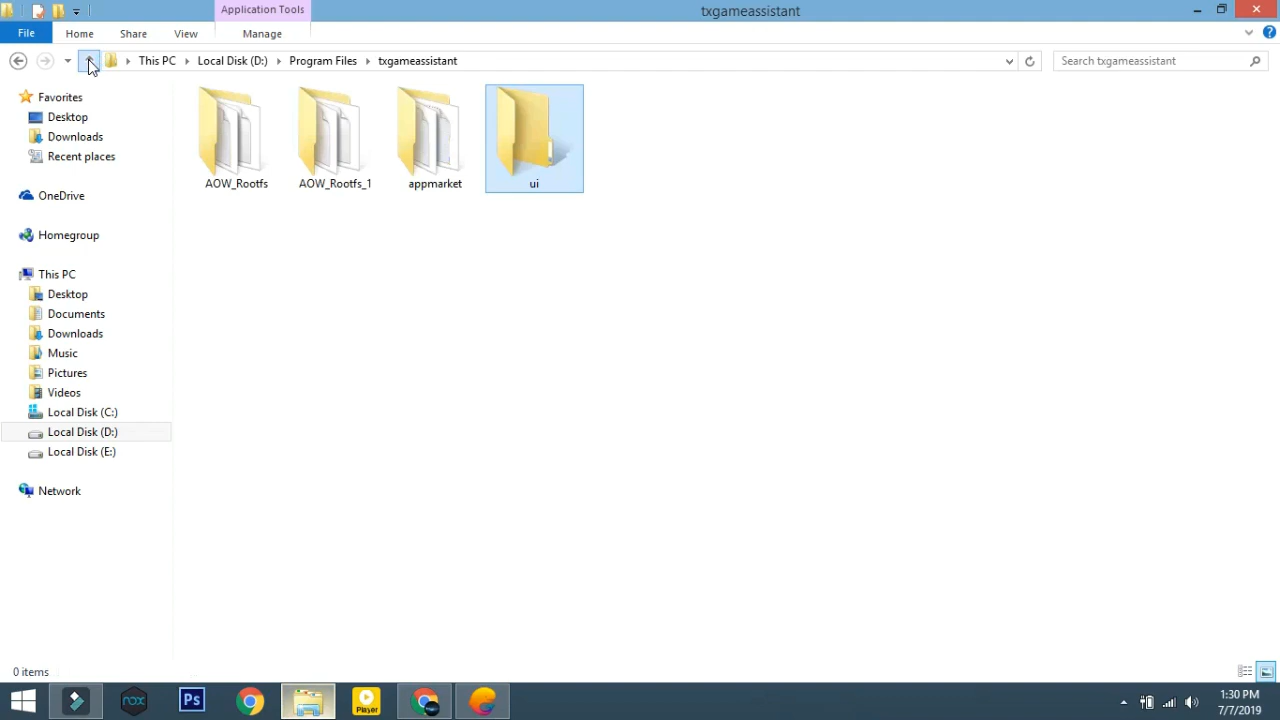 Application Tools
txgameassistant
File
Home
Share
View
Manage
This PC
Local Disk (D:)
Program Files
txgameassistant
Search txgameassistant
Favorites
Desktop
Downloads
Recent places
OneDrive
Homegroup
This PC
Desktop
Documents
Downloads
Music
Pictures
Videos
Local Disk (C:)
Local Disk (D:)
Local Disk (E:)
Network
AOW_Rootfs
AOW_Rootfs_1
appmarket
ui
0 items
nox
Ps
Player
1:30 PM
7/7/2019